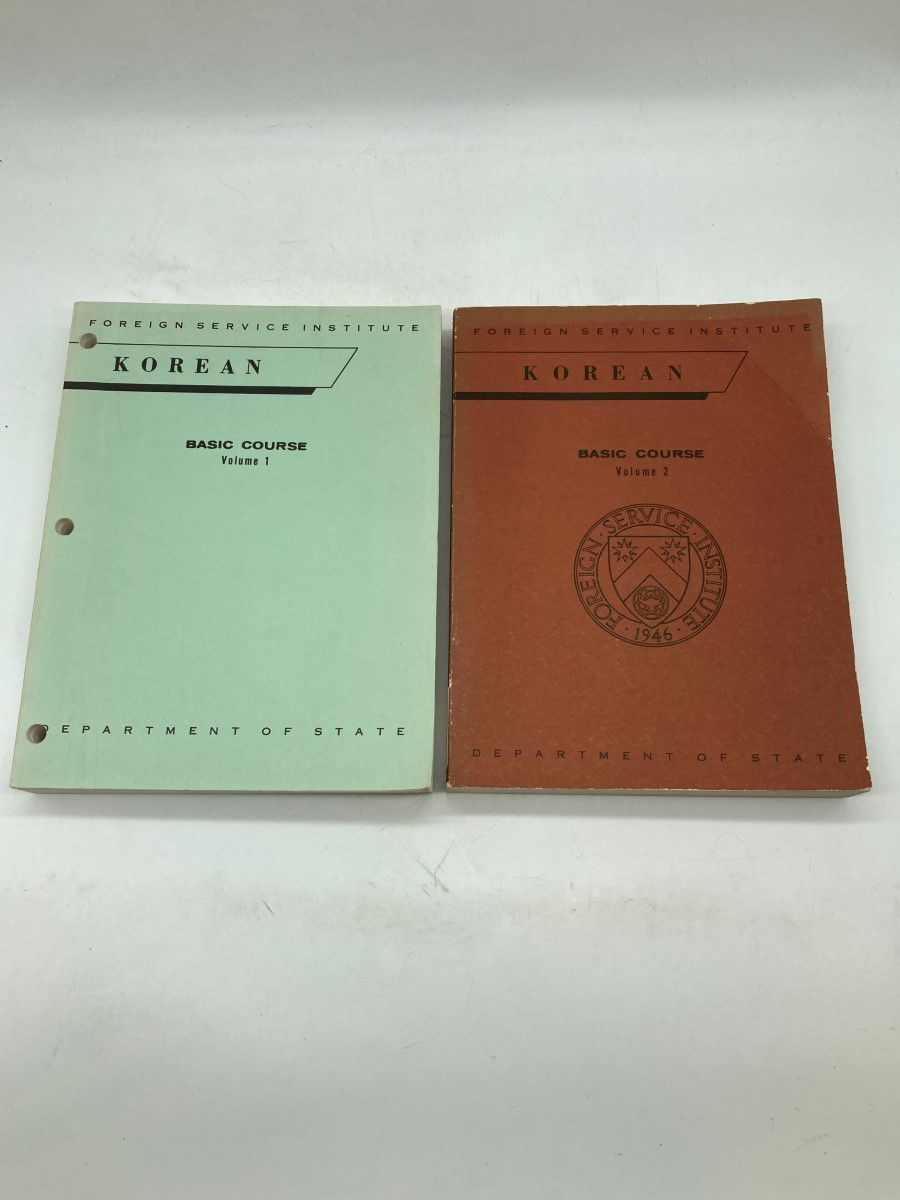 FOREIGN SERVICE INSTITUTE
KOREAN
BASIC COURSE
Volume 1
DEPARTMENT OF STATE
FOREIGN SERVICE INSTITUTE
KOREAN
BASIC COURSE
Volume 2
FOREIGN · SERVICE · INSTITUTE
· 1946 ·
DEPARTMENT OF STATE